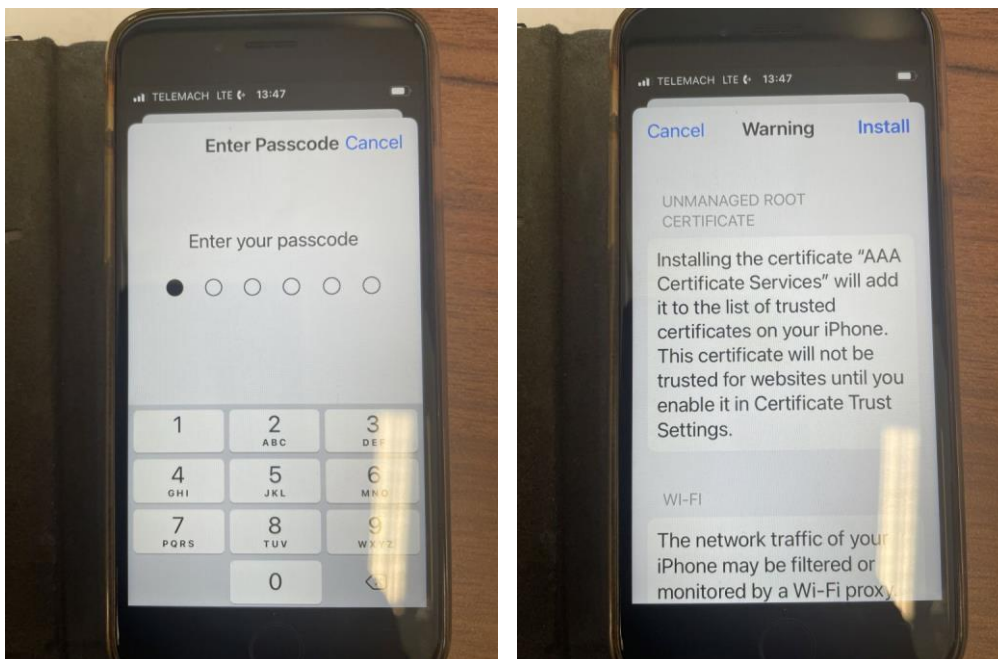 TELEMACH LTE 13:47
Enter Passcode Cancel
Enter your passcode
1
2
3
ABC
DEF
4
5
6
GHI
JKL
MNO
7
8
9
PQRS
TUV
WXYZ
0
TELEMACH LTE 13:47
Cancel Warning Install
UNMANAGED ROOT
CERTIFICATE
Installing the certificate “AAA
Certificate Services” will add
it to the list of trusted
certificates on your iPhone.
This certificate will not be
trusted for websites until you
enable it in Certificate Trust
Settings.
WI-FI
The network traffic of your
iPhone may be filtered or
monitored by a Wi-Fi proxy.